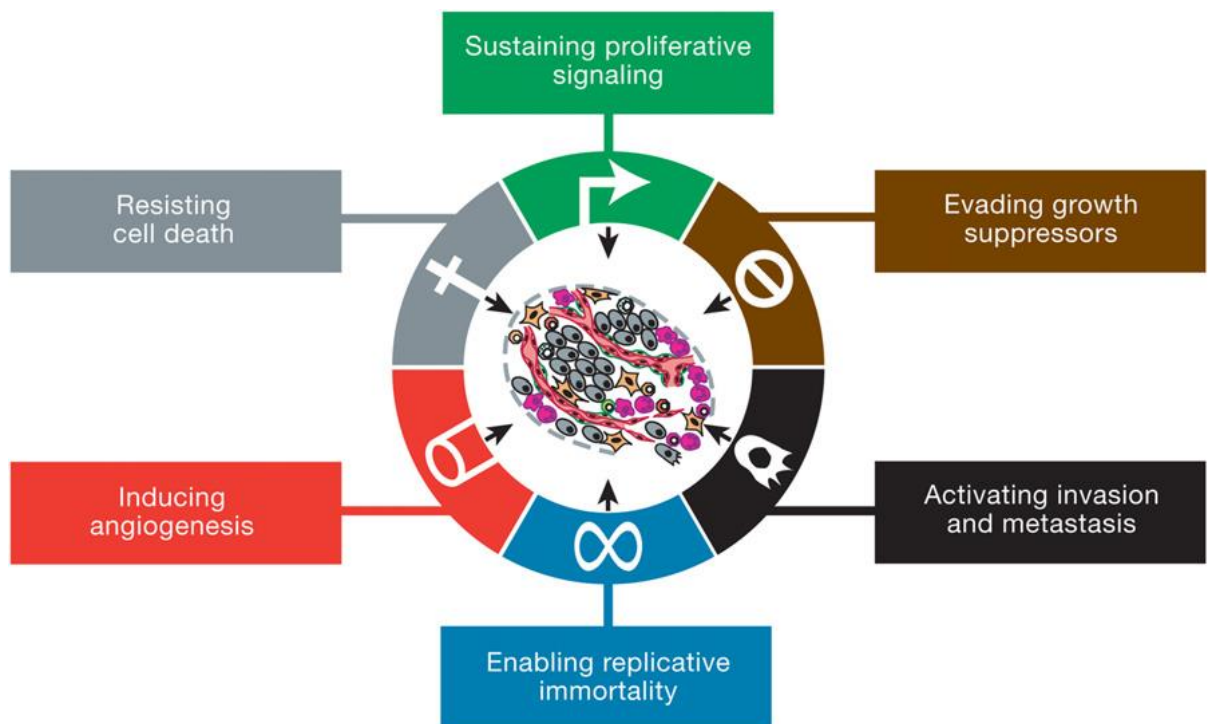 Sustaining proliferative
signaling
Resisting
cell death
Evading growth
suppressors
Inducing
angiogenesis
Activating invasion
and metastasis
Enabling replicative
immortality